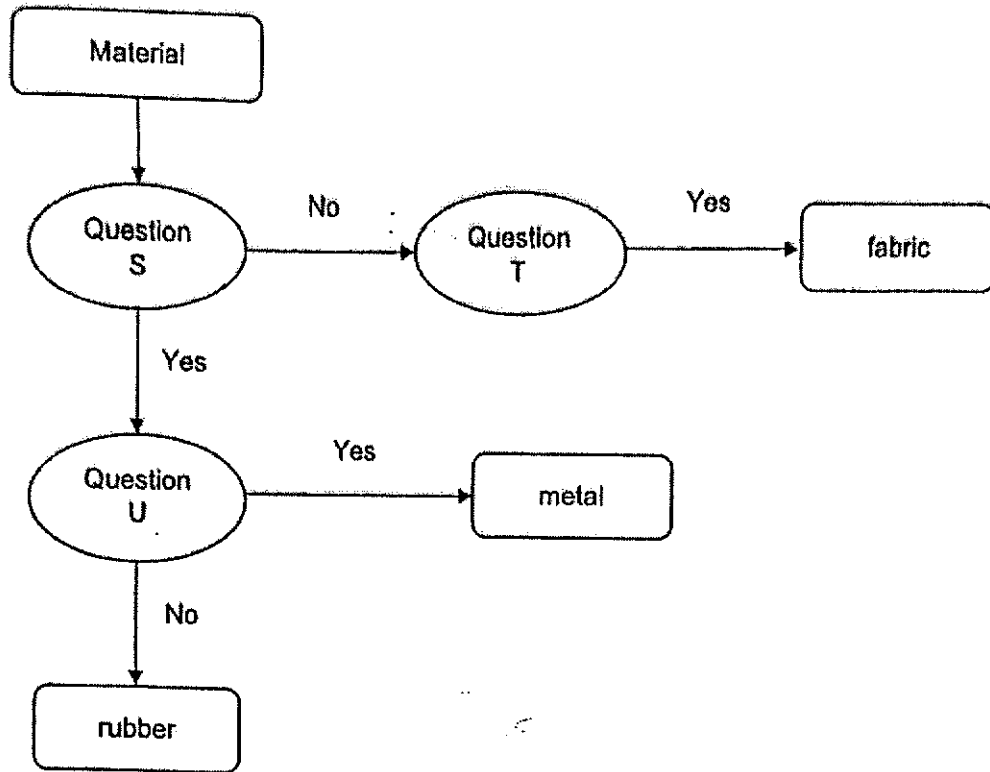 Material
Question
S
No
Question
T
Yes
fabric
Yes
Question
U
Yes
metal
No
rubber